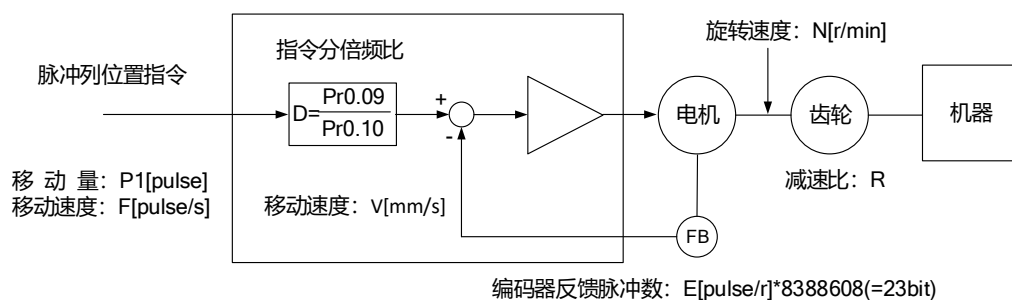 旋转速度：N[r/min]
指令分倍频比
脉冲列位置指令
D=Pr0.09/Pr0.10
+
-
电机
齿轮
机器
减速比：R
移 动 量：P1[pulse]
移动速度：F[pulse/s]
移动速度：V[mm/s]
FB
编码器反馈脉冲数：E[pulse/r]*8388608(=23bit)